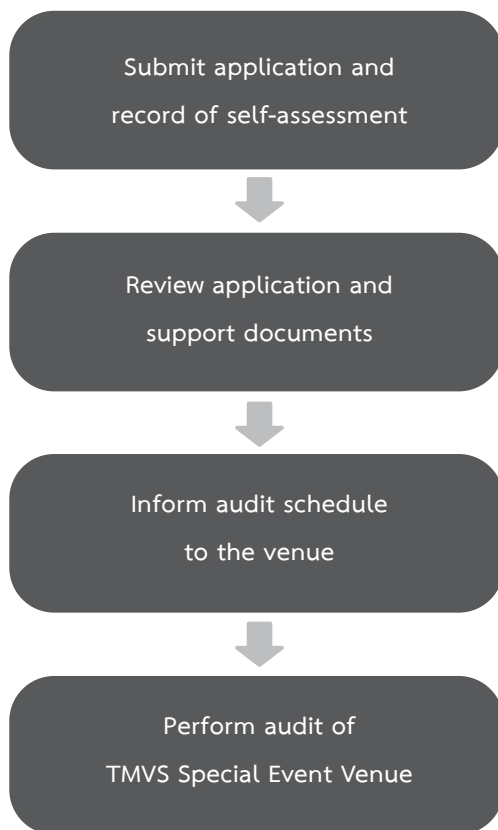 Submit application and
record of self-assessment
Review application and
support documents
Inform audit schedule
to the venue
Perform audit of
TMVS Special Event Venue